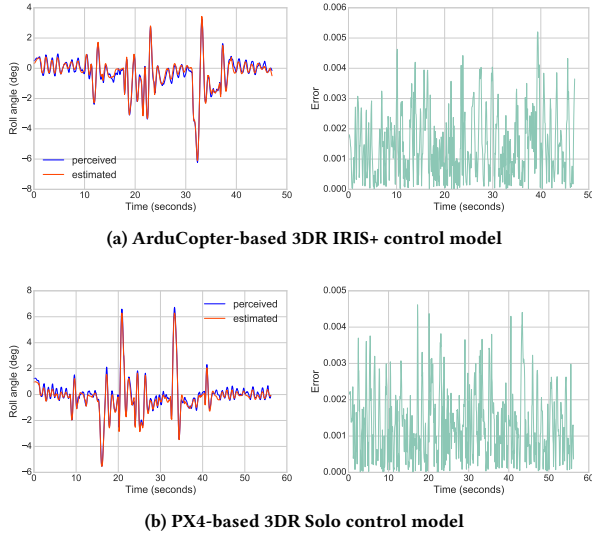 4
2
0
−2
−4
−6
−8
Roll angle (deg)
perceived
estimated
0 10 20 30 40 50
Time (seconds)
0.006
0.005
0.004
0.003
0.002
0.001
0.000
Error
0 10 20 30 40 50
Time (seconds)
(a) ArduCopter-based 3DR IRIS+ control model
8
6
4
2
0
−2
−4
−6
Roll angle (deg)
perceived
estimated
0 10 20 30 40 50 60
Time (seconds)
0.005
0.004
0.003
0.002
0.001
0.000
Error
0 10 20 30 40 50 60
Time (seconds)
(b) PX4-based 3DR Solo control model